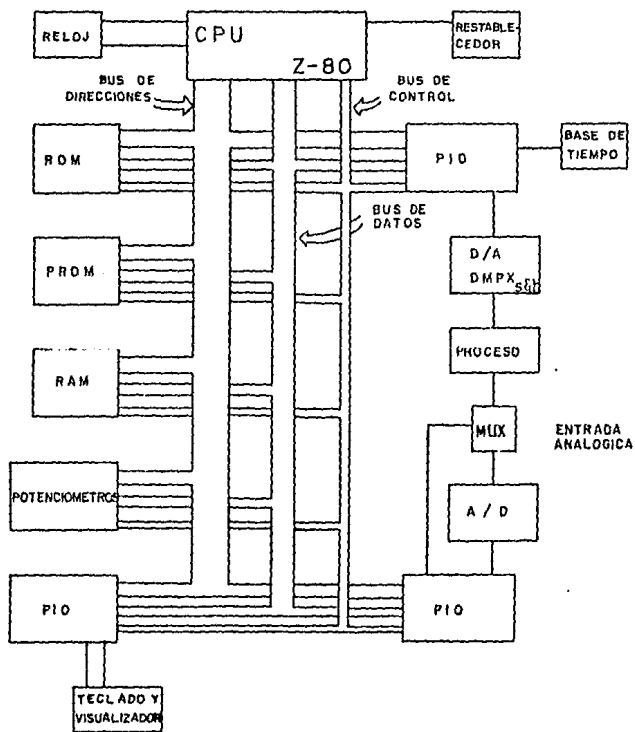 RELOJ
CPU
Z-80
RESTABLE-
CEDOR
BUS DE
DIRECCIONES
BUS DE
CONTROL
ROM
PIO
BASE DE
TIEMPO
BUS DE
DATOS
PROM
D/A
DMPX s&h
RAM
PROCESO
MUX
ENTRADA
ANALOGICA
POTENCIOMETROS
A/D
PIO
PIO
TECLADO Y
VISUALIZADOR